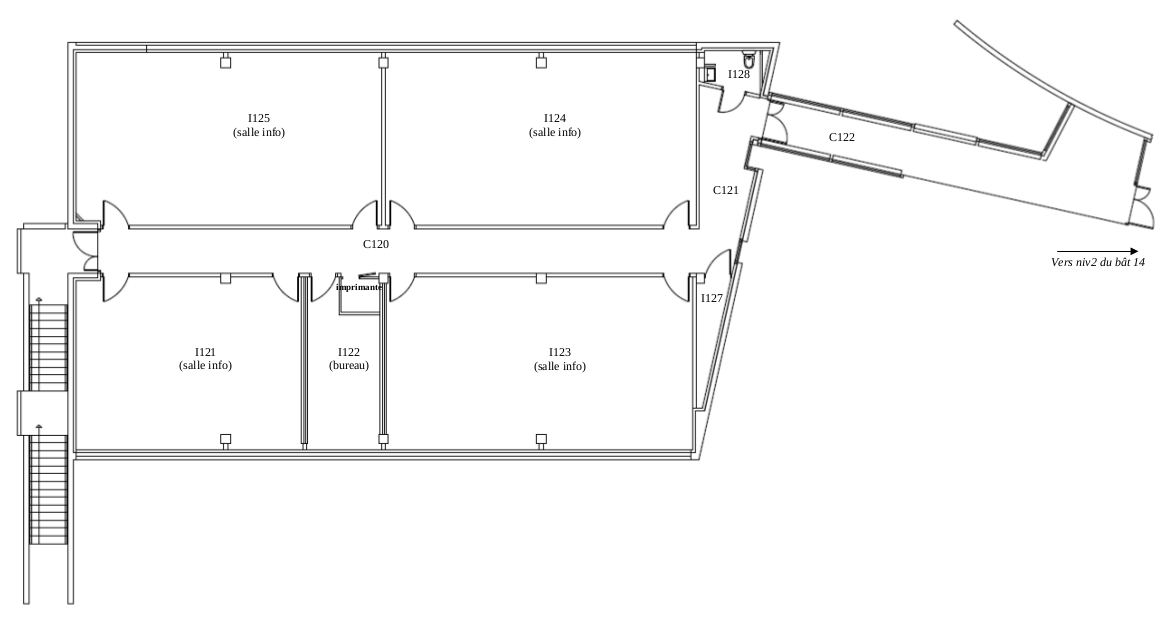 I128
I125
(salle info)
I124
(salle info)
C122
C121
C120
Vers niv2 du bât 14
imprimante
I127
I121
(salle info)
I122
(bureau)
I123
(salle info)